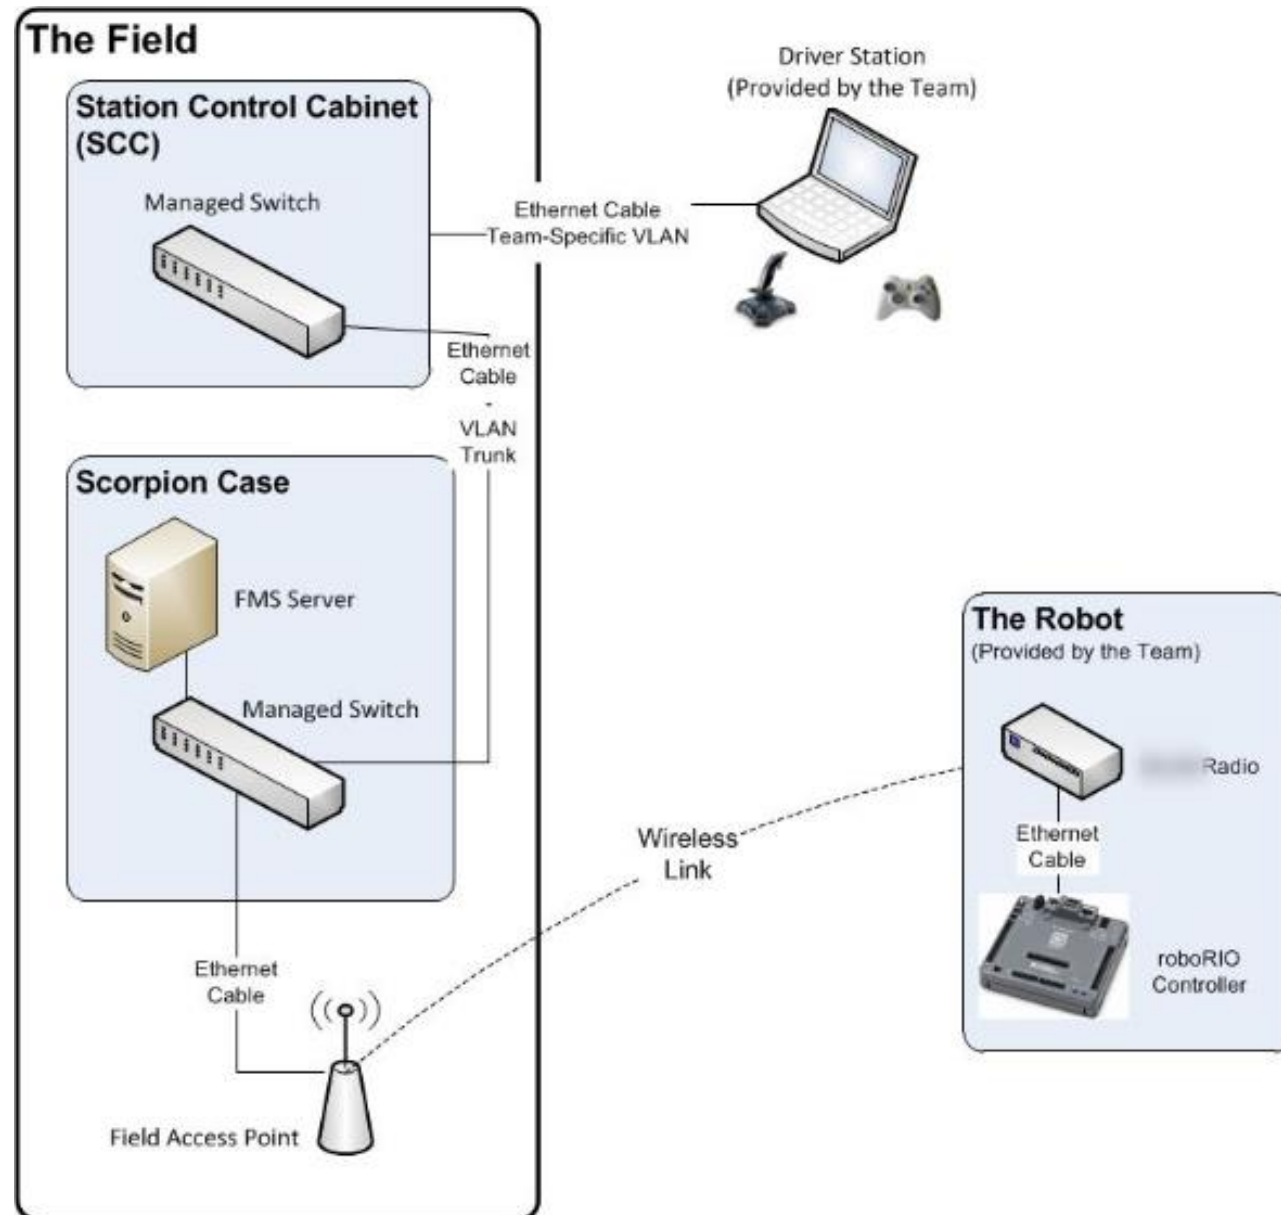 The Field
Station Control Cabinet
(SCC)
Managed Switch
Driver Station
(Provided by the Team)
Ethernet Cable
Team-Specific VLAN
Ethernet
Cable
-
VLAN
Trunk
Scorpion Case
FMS Server
Managed Switch
Ethernet
Cable
Field Access Point
Wireless
Link
The Robot
(Provided by the Team)
Radio
Ethernet
Cable
roboRIO
Controller